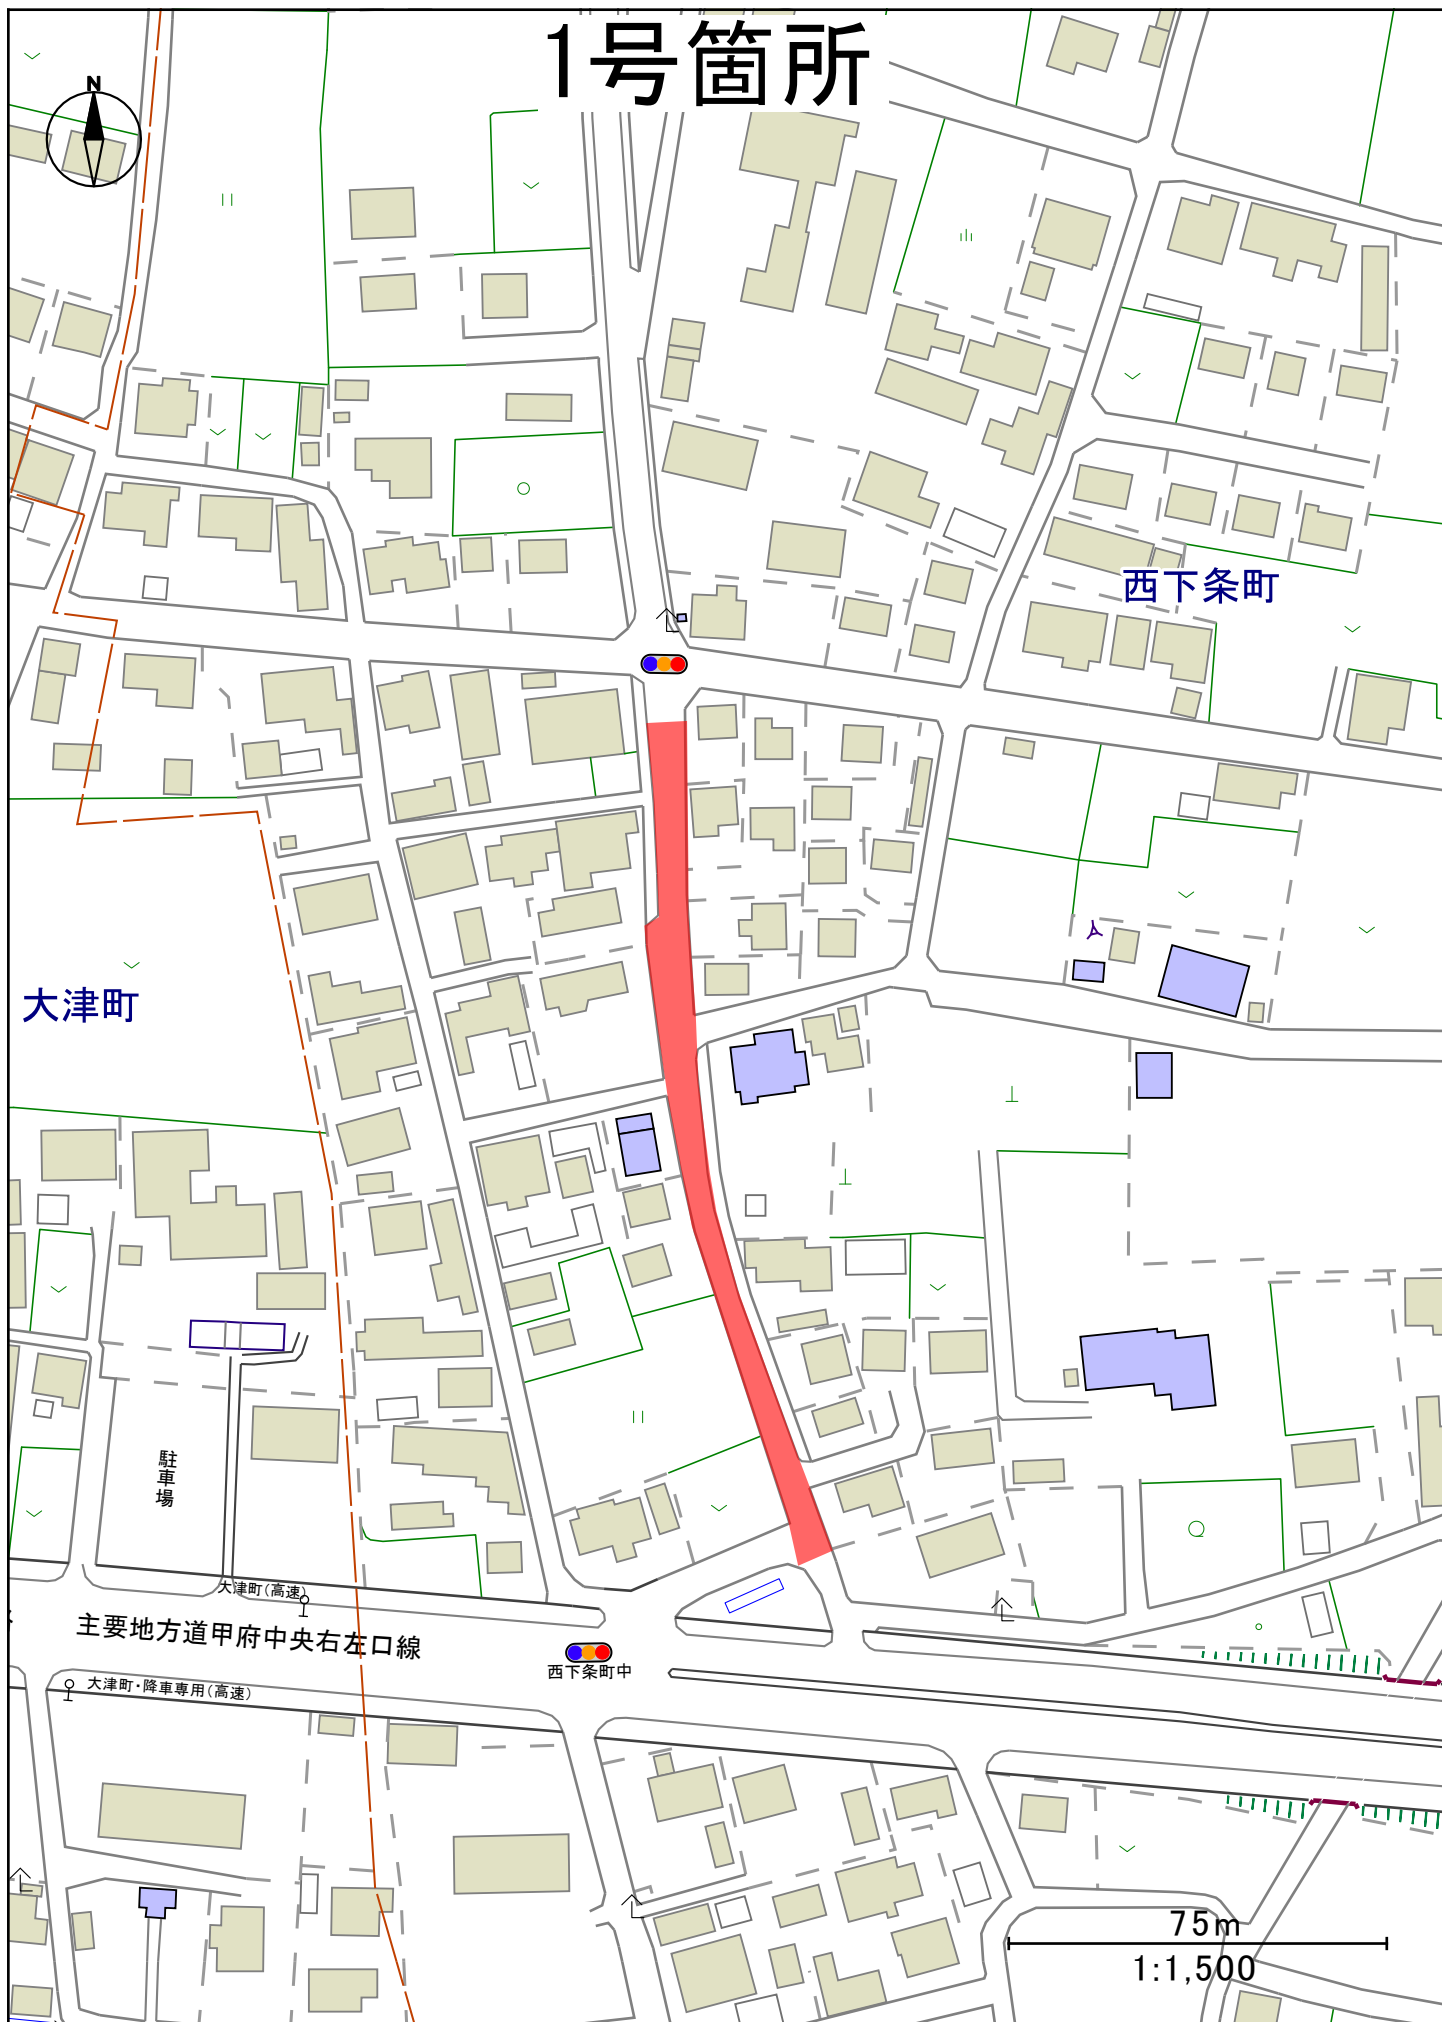 1号箇所
N
西下条町
大津町
駐車場
大津町(高速)
主要地方道甲府中央右左口線
西下条町中
大津町・降車専用(高速)
75m
1:1,500